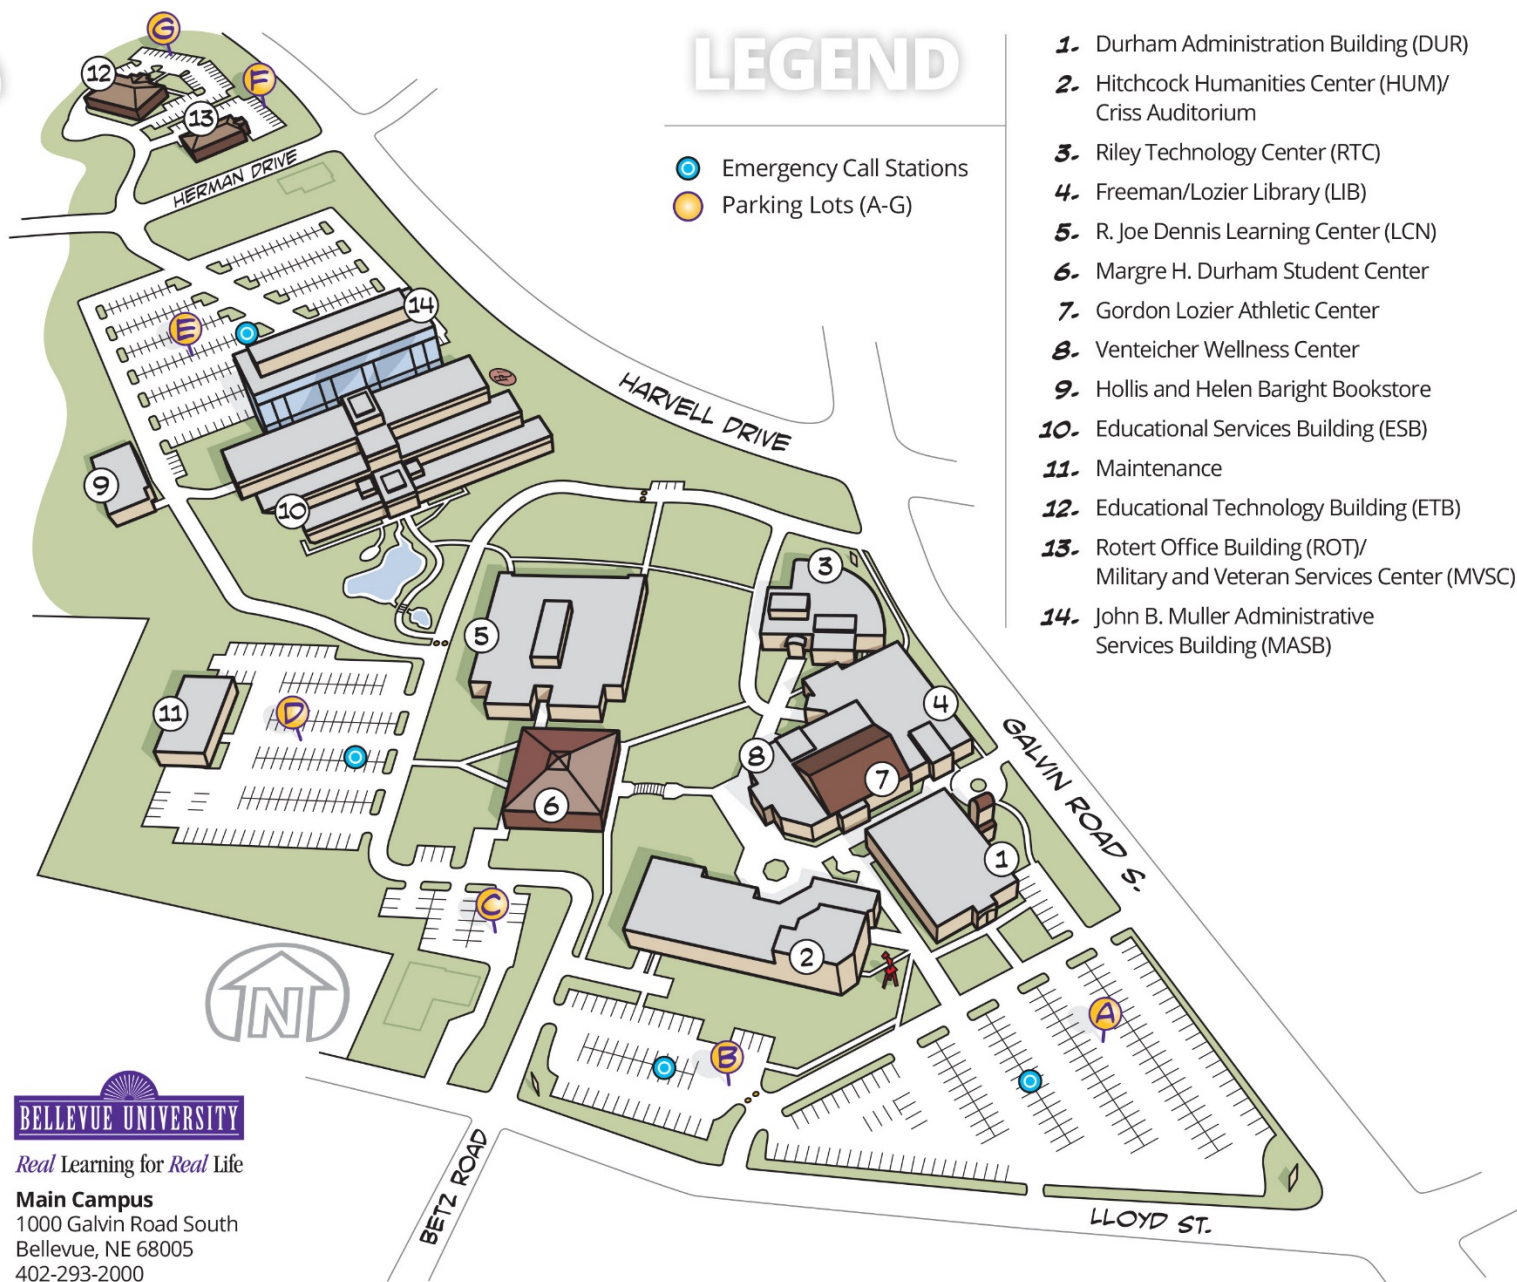 LEGEND
Emergency Call Stations
Parking Lots (A-G)
1. Durham Administration Building (DUR)
2. Hitchcock Humanities Center (HUM)/
Criss Auditorium
3. Riley Technology Center (RTC)
4. Freeman/Lozier Library (LIB)
5. R. Joe Dennis Learning Center (LCN)
6. Margre H. Durham Student Center
7. Gordon Lozier Athletic Center
8. Venteicher Wellness Center
9. Hollis and Helen Baright Bookstore
10. Educational Services Building (ESB)
11. Maintenance
12. Educational Technology Building (ETB)
13. Rotert Office Building (ROT)/
Military and Veteran Services Center (MVSC)
14. John B. Muller Administrative
Services Building (MASB)
G
12
F
13
HERMAN DRIVE
14
E
HARVELL DRIVE
9
10
3
5
11
D
4
8
GALVIN ROAD S.
7
6
1
C
2
N
A
B
BETZ ROAD
LLOYD ST.
BELLEVUE UNIVERSITY
Real Learning for Real Life
Main Campus
1000 Galvin Road South
Bellevue, NE 68005
402-293-2000